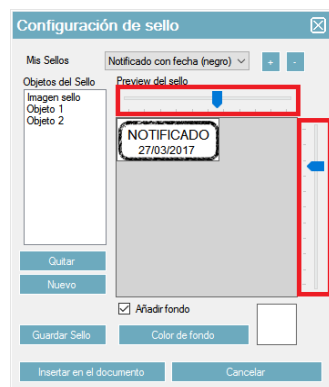 Configuración de sello
Mis Sellos
Notificado con fecha (negro)
+
-
Objetos del Sello
Preview del sello
Imagen sello
Objeto 1
Objeto 2
NOTIFICADO
27/03/2017
Quitar
Nuevo
Añadir fondo
Guardar Sello
Color de fondo
Insertar en el documento
Cancelar